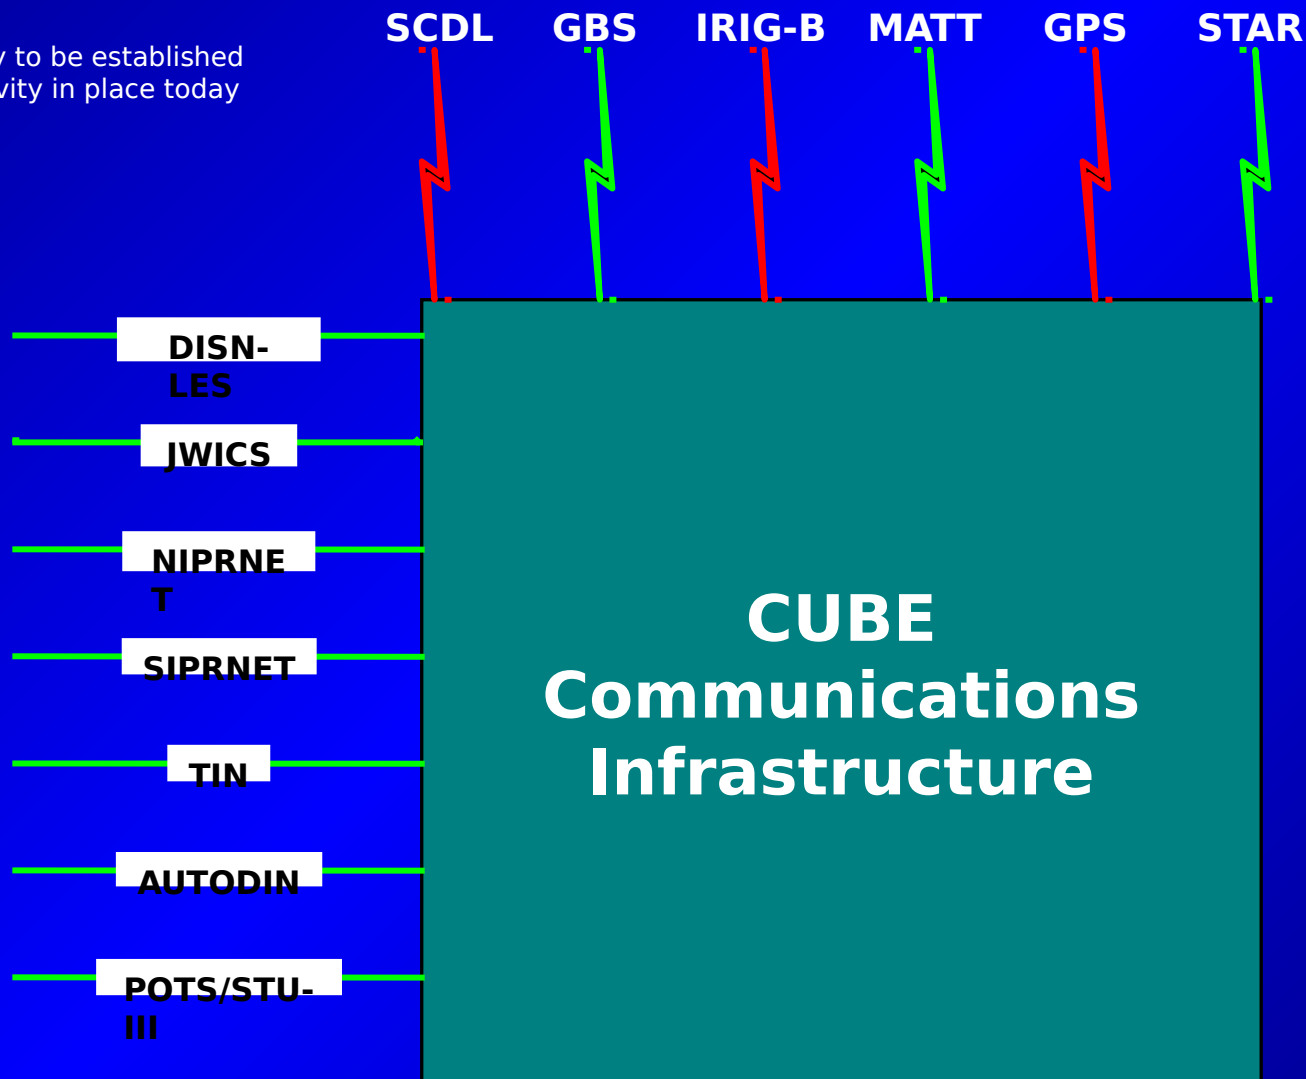 SCDL GBS IRIG-B MATT GPS STAR
y to be established
vity in place today
DISN-
LES
JWICS
NIPRNE
T
SIPRNET
TIN
AUTODIN
POTS/STU-
III
CUBE
Communications
Infrastructure